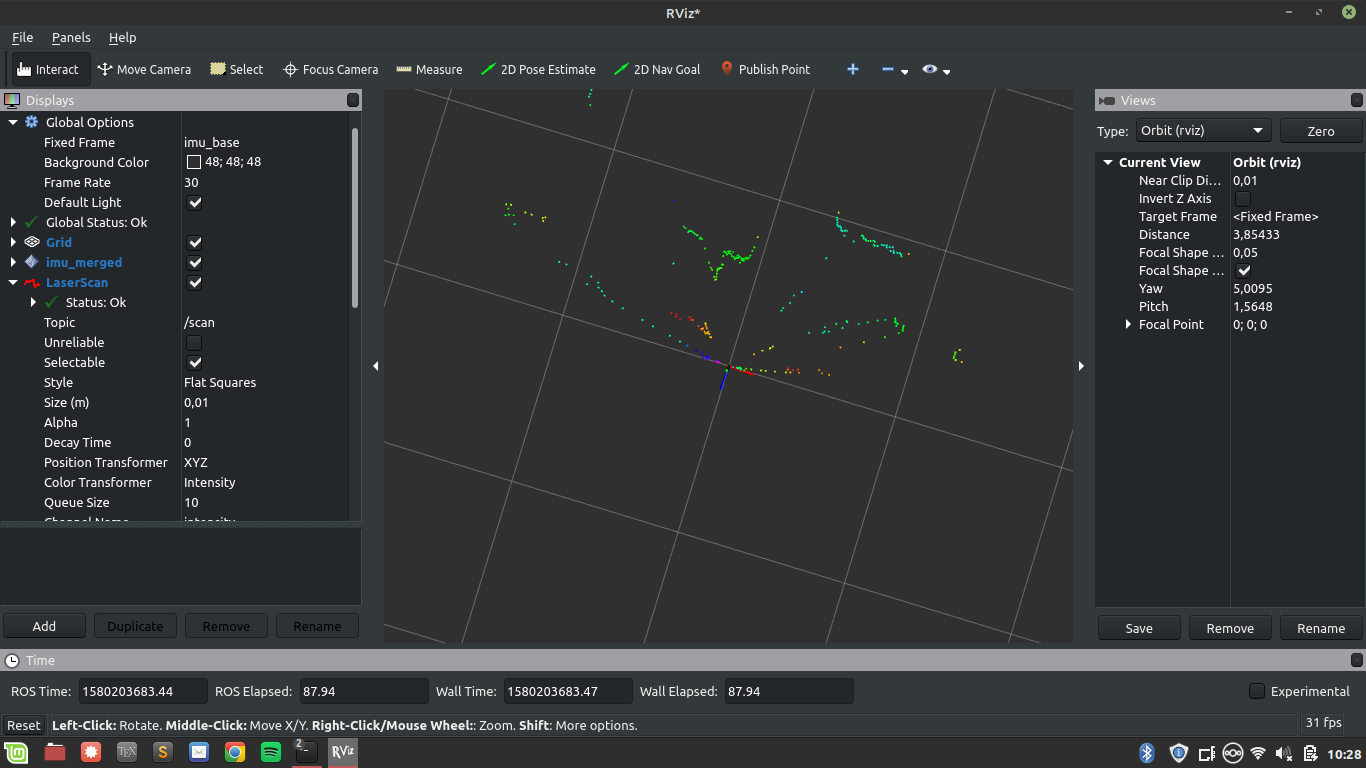 RViz*
File Panels Help
Interact Move Camera Select Focus Camera Measure 2D Pose Estimate 2D Nav Goal Publish Point
Displays
Global Options
Fixed Frame imu_base
Background Color 48; 48; 48
Frame Rate 30
Default Light
Global Status: Ok
Grid
imu_merged
LaserScan
Status: Ok
Topic /scan
Unreliable
Selectable
Style Flat Squares
Size (m) 0,01
Alpha 1
Decay Time 0
Position Transformer XYZ
Color Transformer Intensity
Queue Size 10
Channel Name intensity
Add Duplicate Remove Rename
Views
Type: Orbit (rviz) Zero
Current View Orbit (rviz)
Near Clip Di... 0,01
Invert Z Axis
Target Frame <Fixed Frame>
Distance 3,85433
Focal Shape ... 0,05
Focal Shape ...
Yaw 5,0095
Pitch 1,5648
Focal Point 0; 0; 0
Save Remove Rename
Time
ROS Time: 1580203683.44 ROS Elapsed: 87.94 Wall Time: 1580203683.47 Wall Elapsed: 87.94 Experimental
Reset Left-Click: Rotate. Middle-Click: Move X/Y. Right-Click/Mouse Wheel:: Zoom. Shift: More options. 31 fps
TEX S 2 RViz 10:28